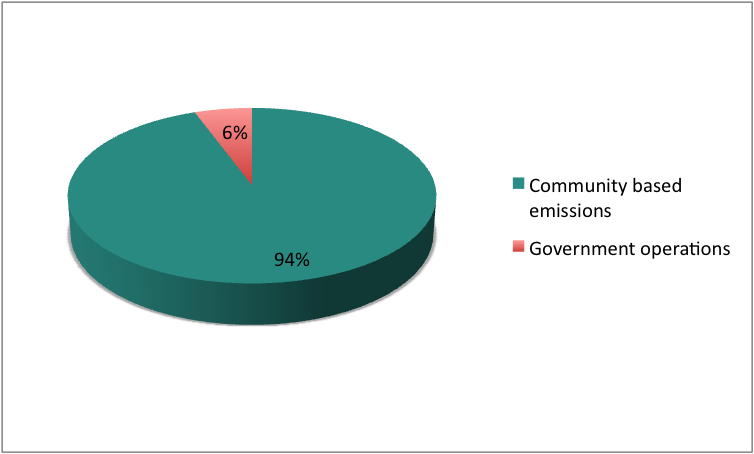 6%
94%
Community based
emissions
Government operations